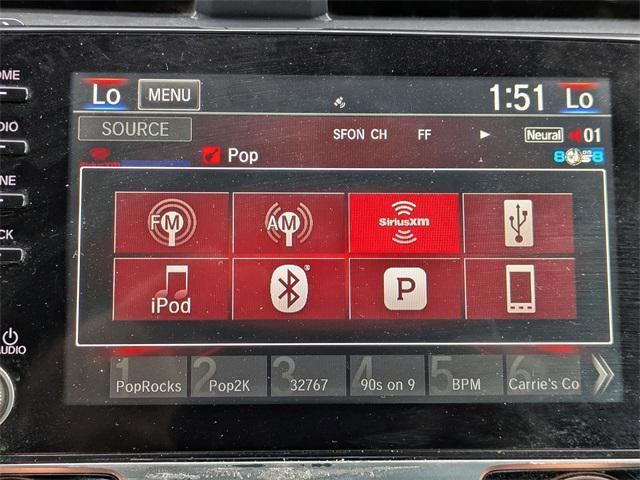 OME
Lo MENU 1:51 Lo
DIO
SOURCE SFON CH FF Neural 01
SiriusXM Pop
NE
FM AM SiriusXM
CK
iPod P
AUDIO
1 2 3 4 5 6
PopRocks Pop2K 32767 90s on 9 BPM Carrie's Co